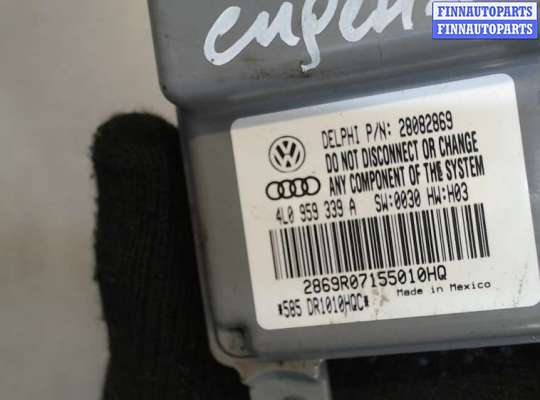 FINNAUTOPARTS
FINNAUTOPARTS
DELPHI P/N: 28082869
DO NOT DISCONNECT OR CHANGE
ANY COMPONENT OF THE SYSTEM
4L0 959 339 A SW:0030 HW:H03
2869R07155010HQ
*585 DR1010HQC*
Made in Mexico